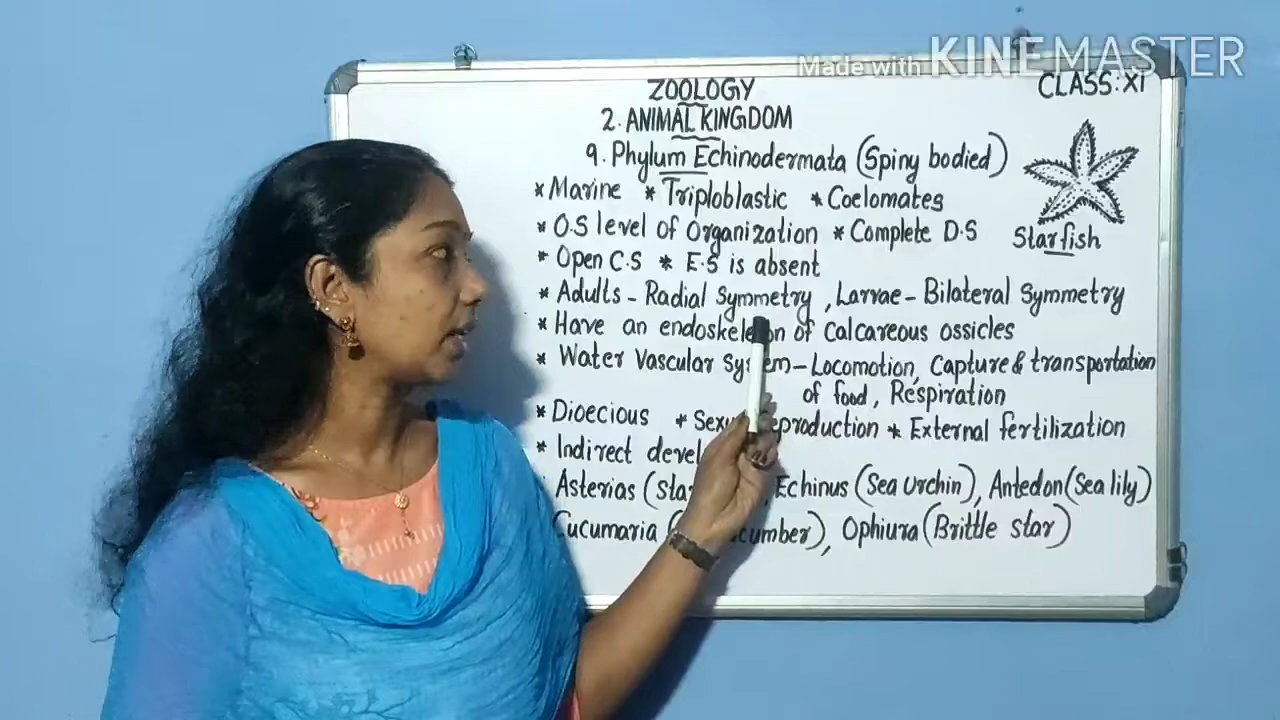 Made with KINEMASTER
ZOOLOGY
CLASS: XI
2. ANIMAL KINGDOM
9. Phylum Echinodermata (Spiny bodied)
* Marine * Triploblastic * Coelomates
* O.S level of Organization * Complete D.S
Starfish
* Open C.S * E.S is absent
* Adults - Radial Symmetry, Larvae - Bilateral Symmetry
* Have an endoskeleton of Calcareous ossicles
* Water Vascular System - Locomotion, Capture & transportation
of food, Respiration
* Dioecious * Sexual reproduction * External fertilization
* Indirect devel
Asterias (Sta Echinus (Sea Urchin), Antedon (Sea lily)
Cucumaria ( cumber), Ophiura (Brittle star)